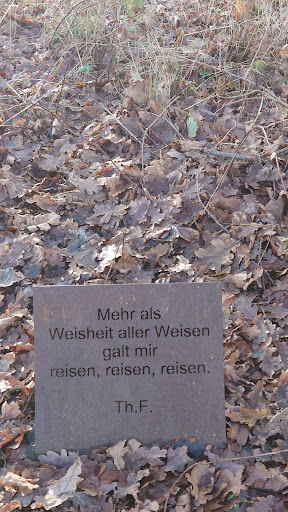 Mehr als
Weisheit aller Weisen
galt mir
reisen, reisen, reisen.
Th.F.